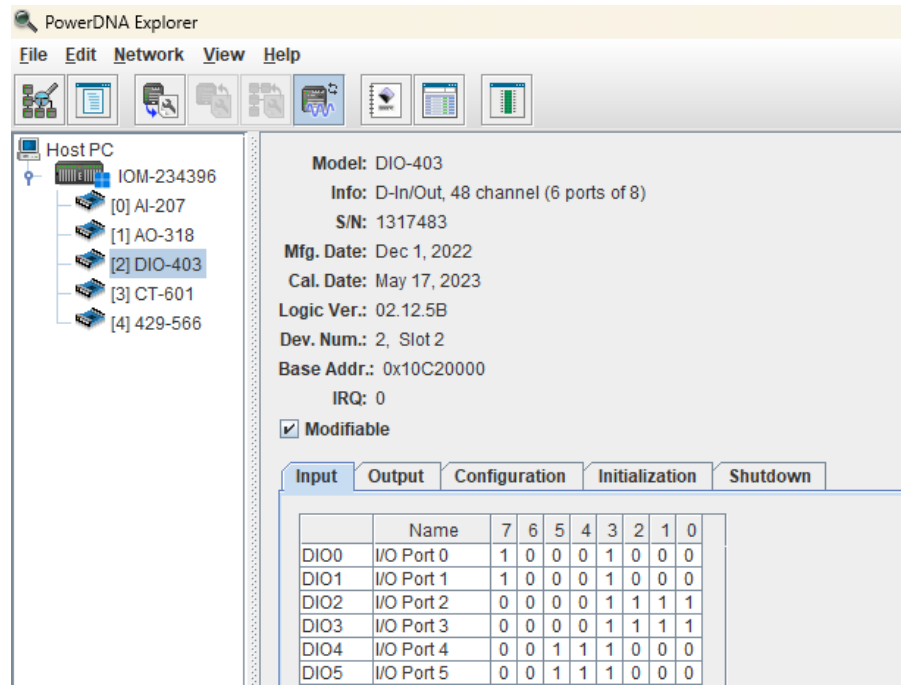 PowerDNA Explorer
File Edit Network View Help
Host PC
IOM-234396
[0] AI-207
[1] AO-318
[2] DIO-403
[3] CT-601
[4] 429-566
Model: DIO-403
Info: D-In/Out, 48 channel (6 ports of 8)
S/N: 1317483
Mfg. Date: Dec 1, 2022
Cal. Date: May 17, 2023
Logic Ver.: 02.12.5B
Dev. Num.: 2, Slot 2
Base Addr.: 0x10C20000
IRQ: 0
Modifiable
Input Output Configuration Initialization Shutdown
Name 7 6 5 4 3 2 1 0
DIO0 I/O Port 0 1 0 0 0 1 0 0 0
DIO1 I/O Port 1 1 0 0 0 1 0 0 0
DIO2 I/O Port 2 0 0 0 0 1 1 1 1
DIO3 I/O Port 3 0 0 0 0 1 1 1 1
DIO4 I/O Port 4 0 0 1 1 1 0 0 0
DIO5 I/O Port 5 0 0 1 1 1 0 0 0